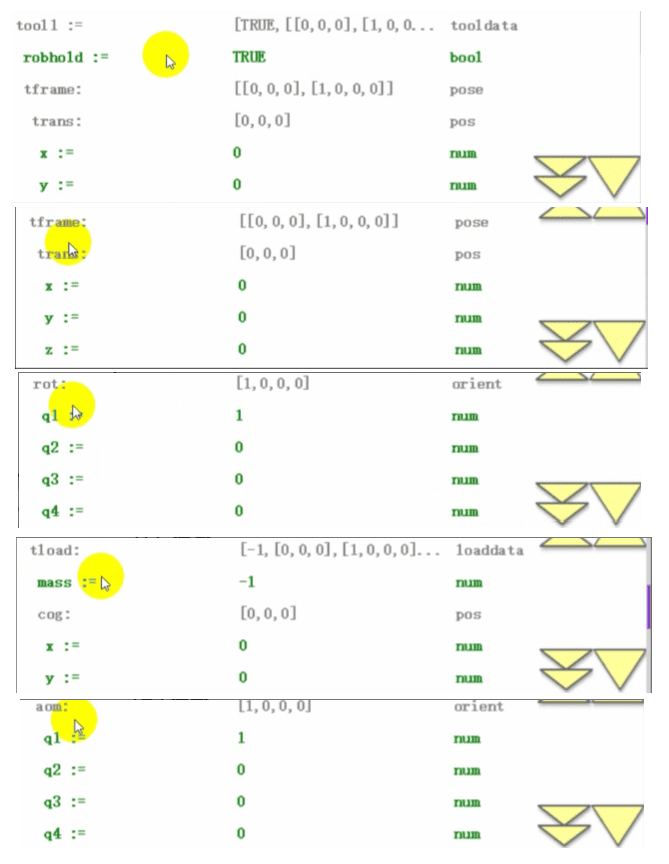 tool1 := [TRUE, [[0,0,0],[1,0,0... tooldata
robhold := TRUE bool
tframe: [[0,0,0],[1,0,0,0]] pose
trans: [0,0,0] pos
x := 0 num
y := 0 num
tframe: [[0,0,0],[1,0,0,0]] pose
trans: [0,0,0] pos
x := 0 num
y := 0 num
z := 0 num
rot: [1,0,0,0] orient
q1 := 1 num
q2 := 0 num
q3 := 0 num
q4 := 0 num
tload: [-1,[0,0,0],[1,0,0,0]... loaddata
mass := -1 num
cog: [0,0,0] pos
x := 0 num
y := 0 num
aom: [1,0,0,0] orient
q1 := 1 num
q2 := 0 num
q3 := 0 num
q4 := 0 num